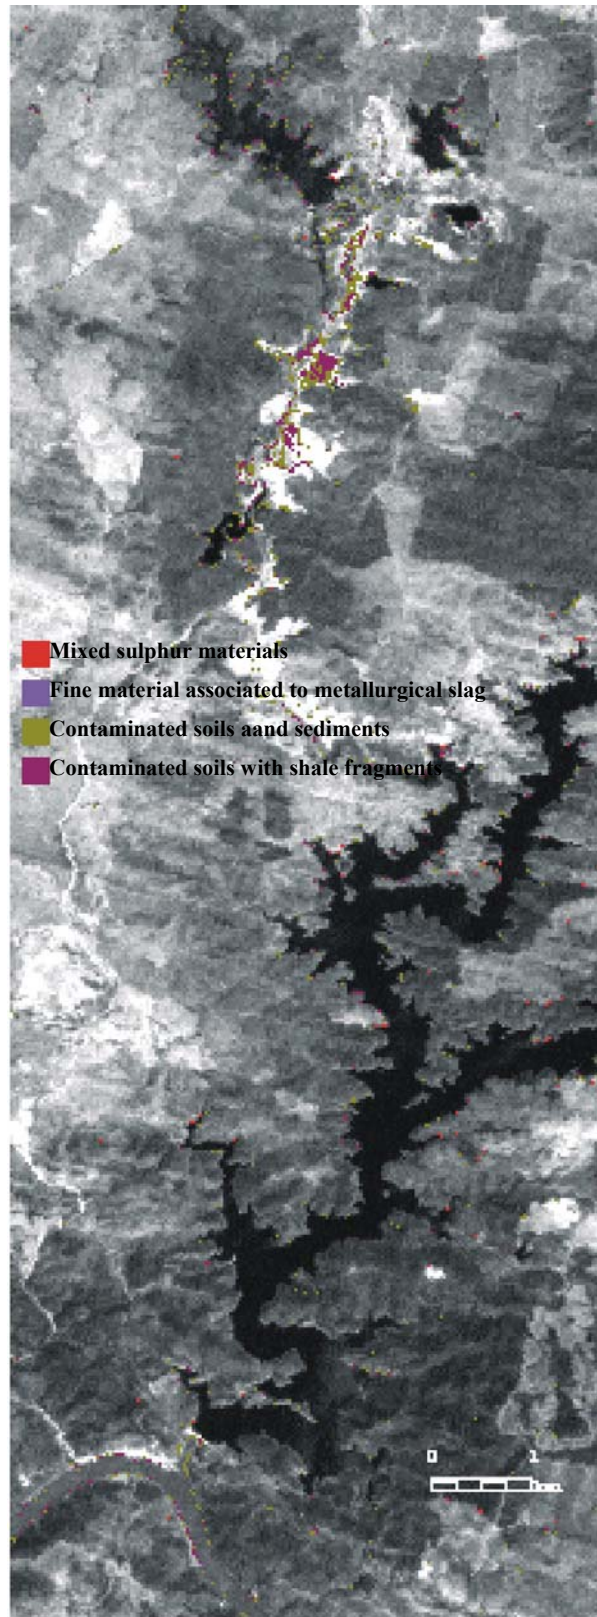 Mixed sulphur materials
Fine material associated to metallurgical slag
Contaminated soils aand sediments
Contaminated soils with shale fragments
0 1